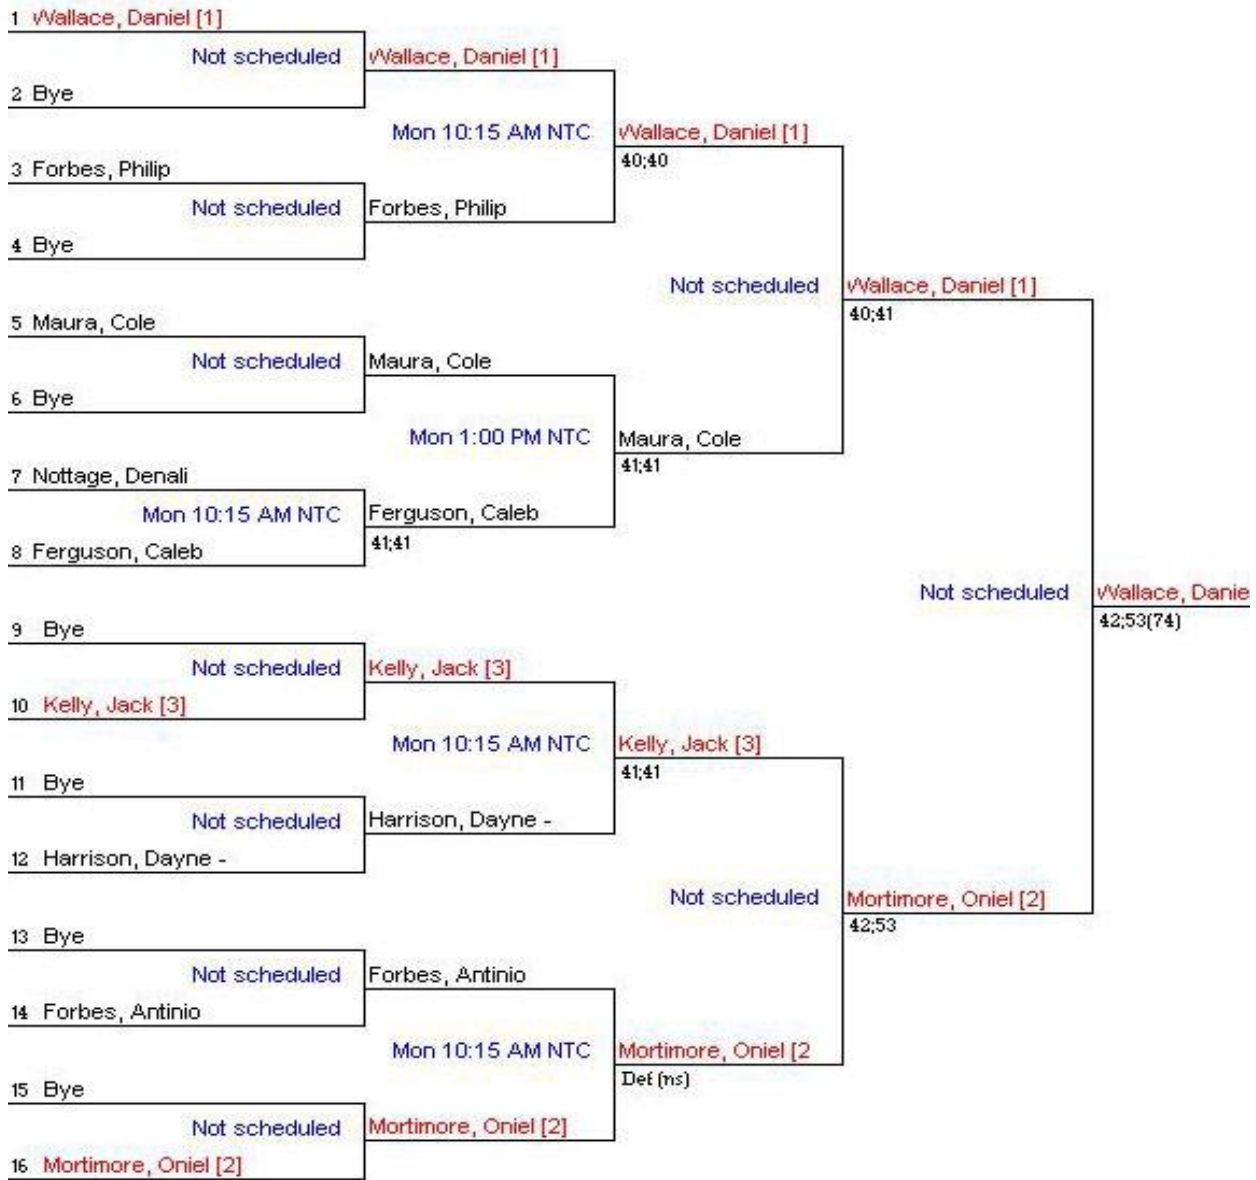 1 Wallace, Daniel [1]
Not scheduled
Wallace, Daniel [1]
2 Bye
Mon 10:15 AM NTC
Wallace, Daniel [1]
40;40
3 Forbes, Philip
Not scheduled
Forbes, Philip
4 Bye
Not scheduled
Wallace, Daniel [1]
40;41
5 Maura, Cole
Not scheduled
Maura, Cole
6 Bye
Mon 1:00 PM NTC
Maura, Cole
41;41
7 Nottage, Denali
Mon 10:15 AM NTC
Ferguson, Caleb
41;41
8 Ferguson, Caleb
Not scheduled
Wallace, Danie
42;53(74)
9 Bye
Not scheduled
Kelly, Jack [3]
10 Kelly, Jack [3]
Mon 10:15 AM NTC
Kelly, Jack [3]
41;41
11 Bye
Not scheduled
Harrison, Dayne -
12 Harrison, Dayne -
Not scheduled
Mortimore, Oniel [2]
42;53
13 Bye
Not scheduled
Forbes, Antinio
14 Forbes, Antinio
Mon 10:15 AM NTC
Mortimore, Oniel [2
Def (ns)
15 Bye
Not scheduled
Mortimore, Oniel [2]
16 Mortimore, Oniel [2]